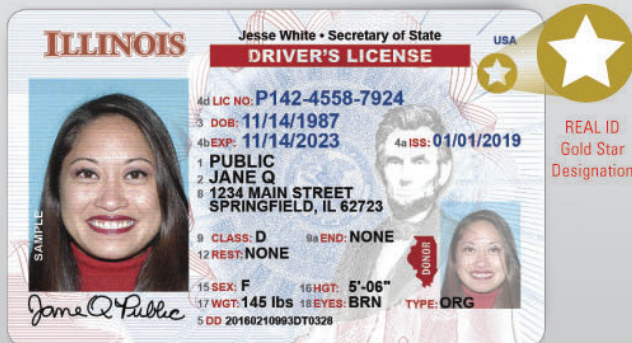 ILLINOIS
Jesse White • Secretary of State
DRIVER'S LICENSE
USA
4d LIC NO: P142-4558-7924
3 DOB: 11/14/1987
4b EXP: 11/14/2023 4a ISS: 01/01/2019
1 PUBLIC
2 JANE Q
8 1234 MAIN STREET
SPRINGFIELD, IL 62723
9 CLASS: D 9a END: NONE
12 REST: NONE
15 SEX: F 16 HGT: 5'-06"
17 WGT: 145 lbs 18 EYES: BRN TYPE: ORG
5 DD 20160210993DT0328
DONOR
SAMPLE
Jane Q Public
REAL ID
Gold Star
Designation